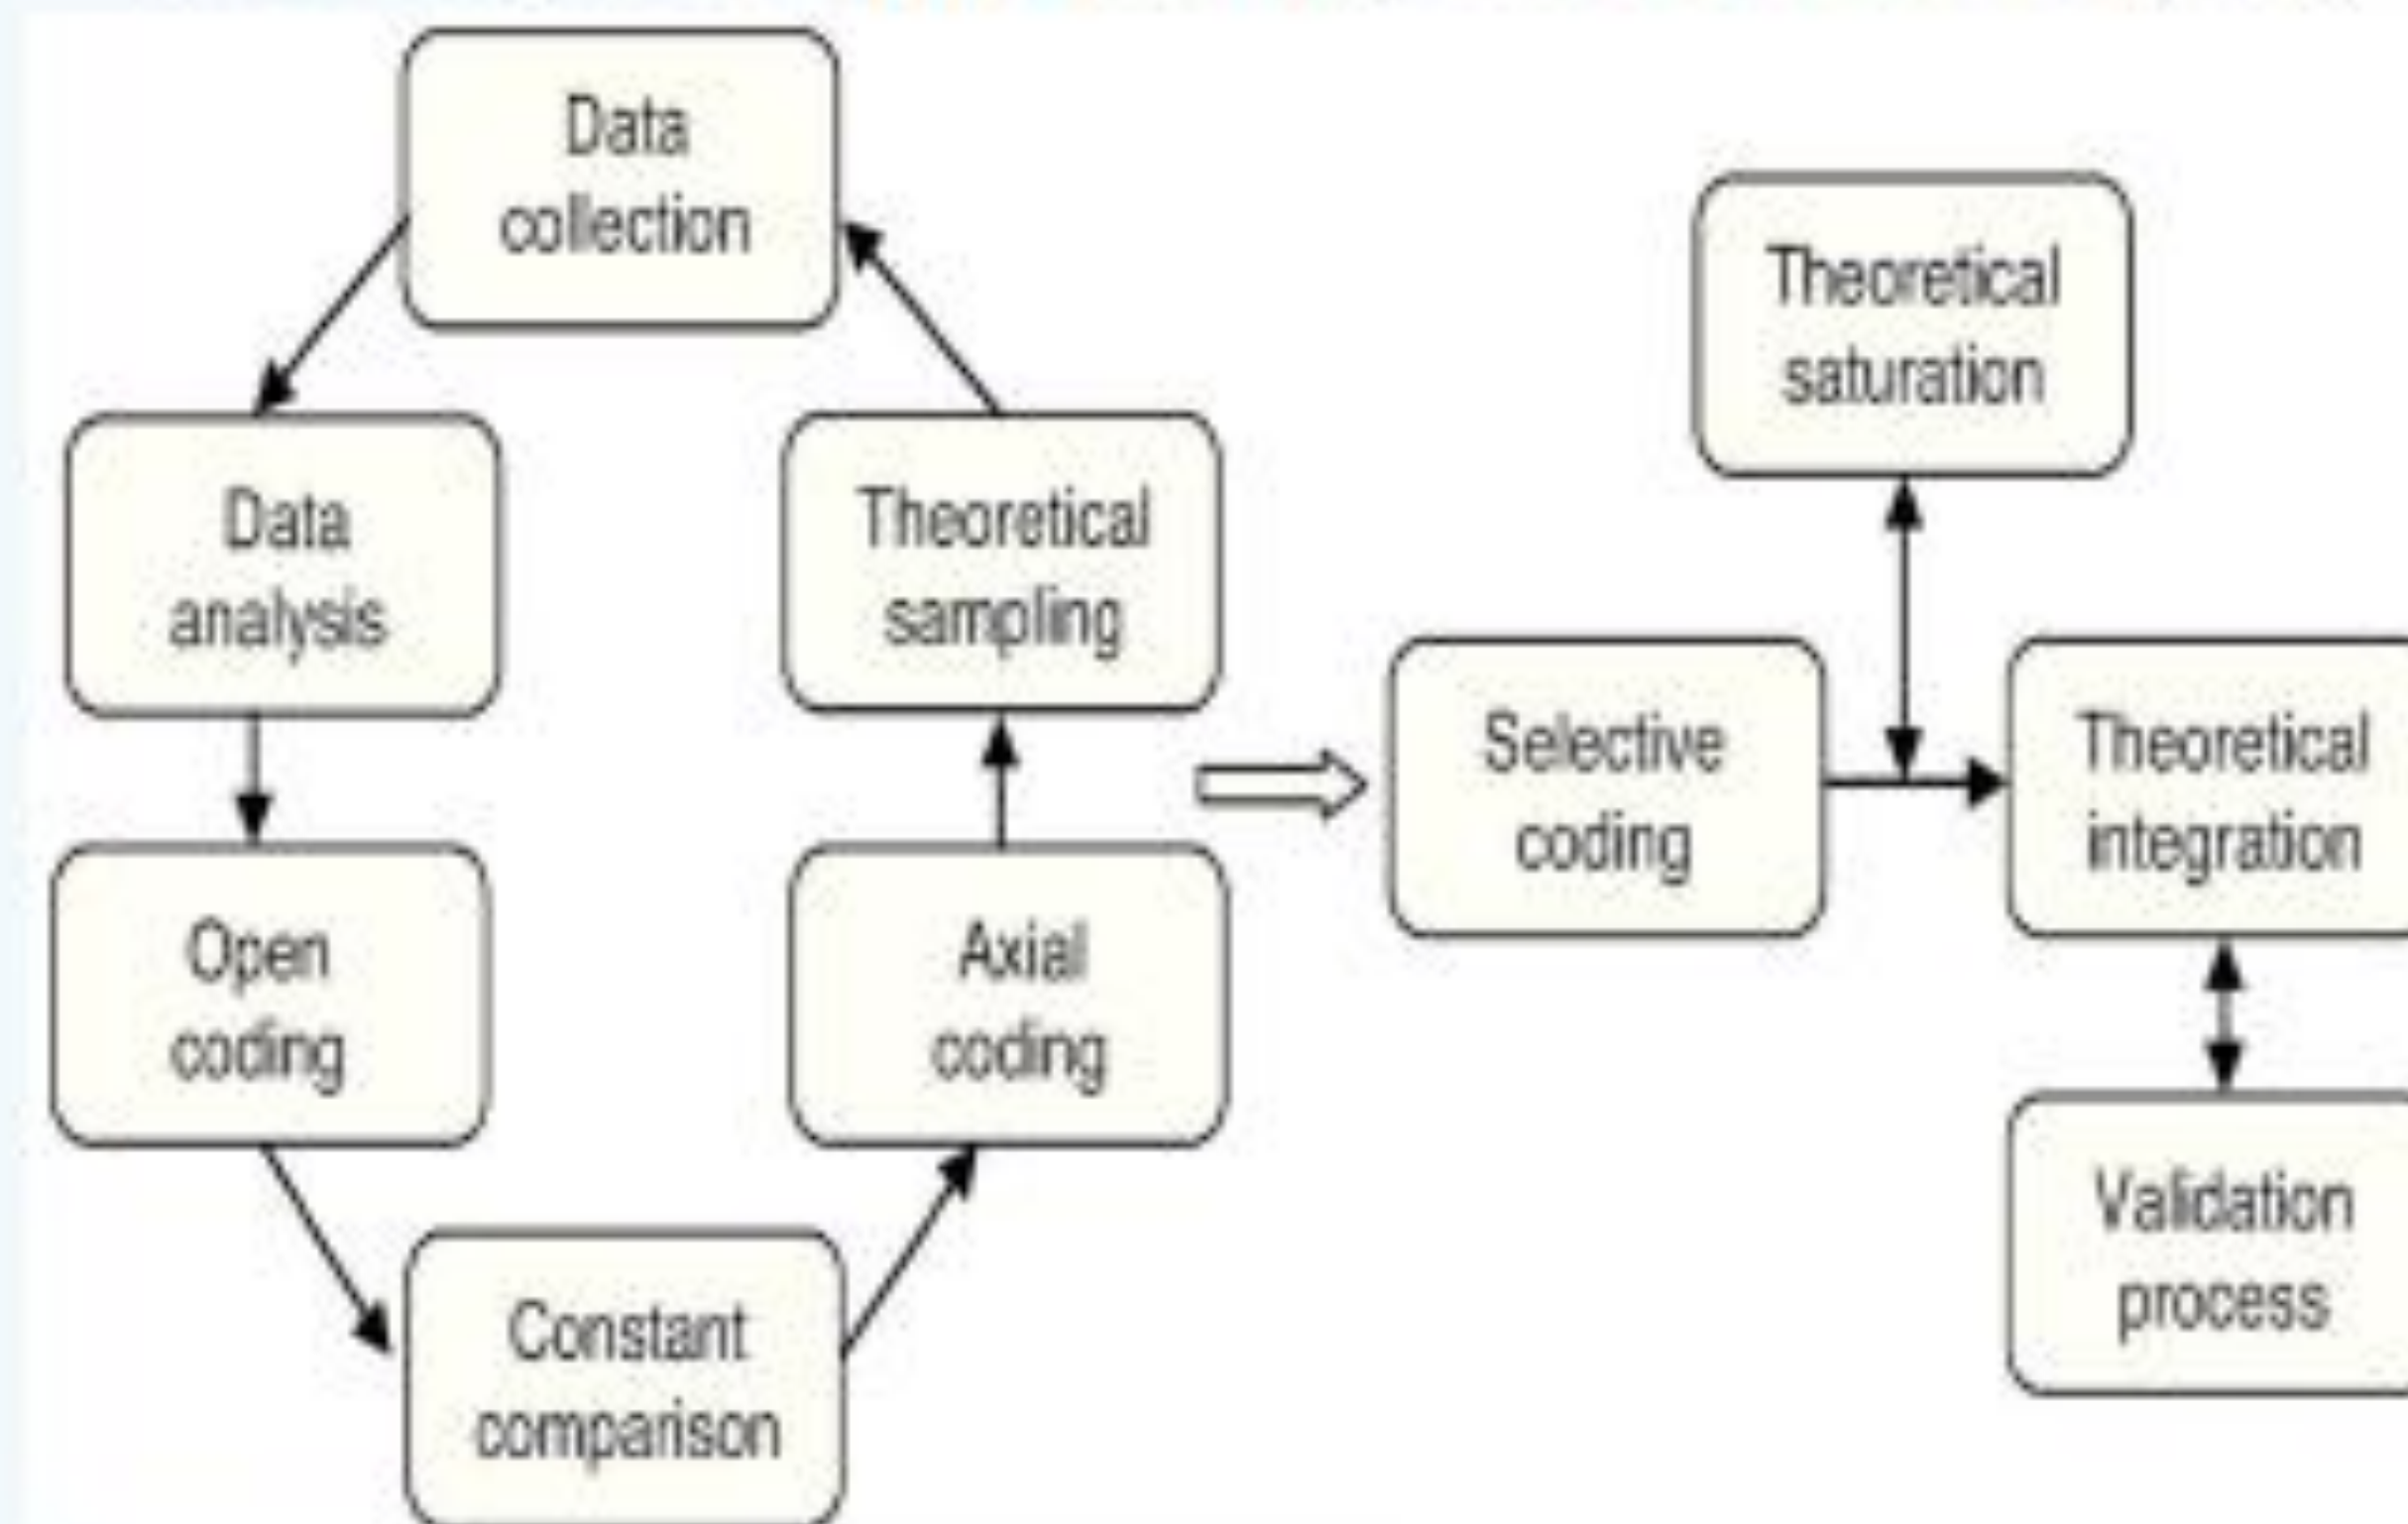 Data
collection
Data
analysis
Theoretical
sampling
Open
coding
Axial
coding
Constant
comparison
Selective
coding
Theoretical
saturation
Theoretical
integration
Validation
process